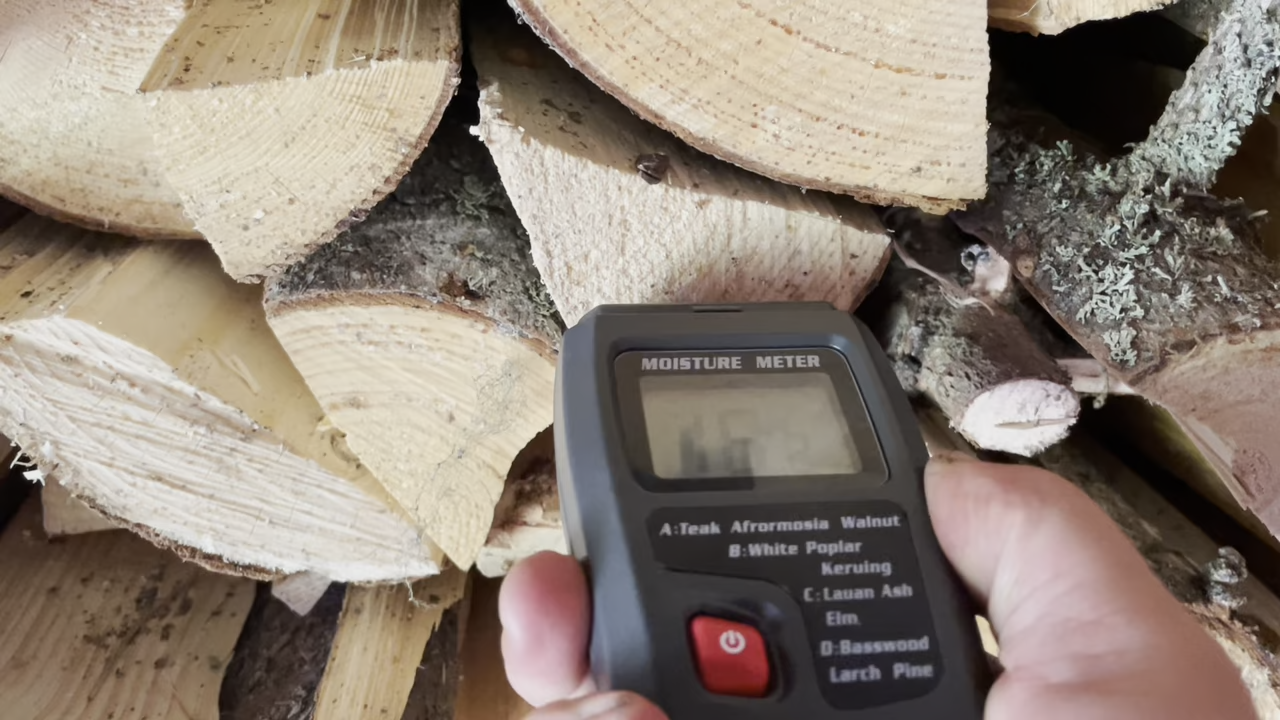 MOISTURE METER
A:Teak Afrormosia Walnut
B:White Poplar
Keruing
C:Lauan Ash
Elm
D:Basswood
Larch Pine